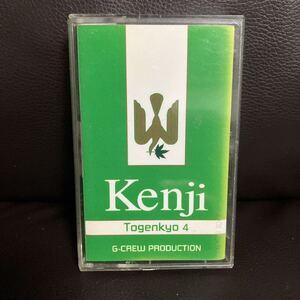 Kenji
Togenkyo 4
G-CREW PRODUCTION